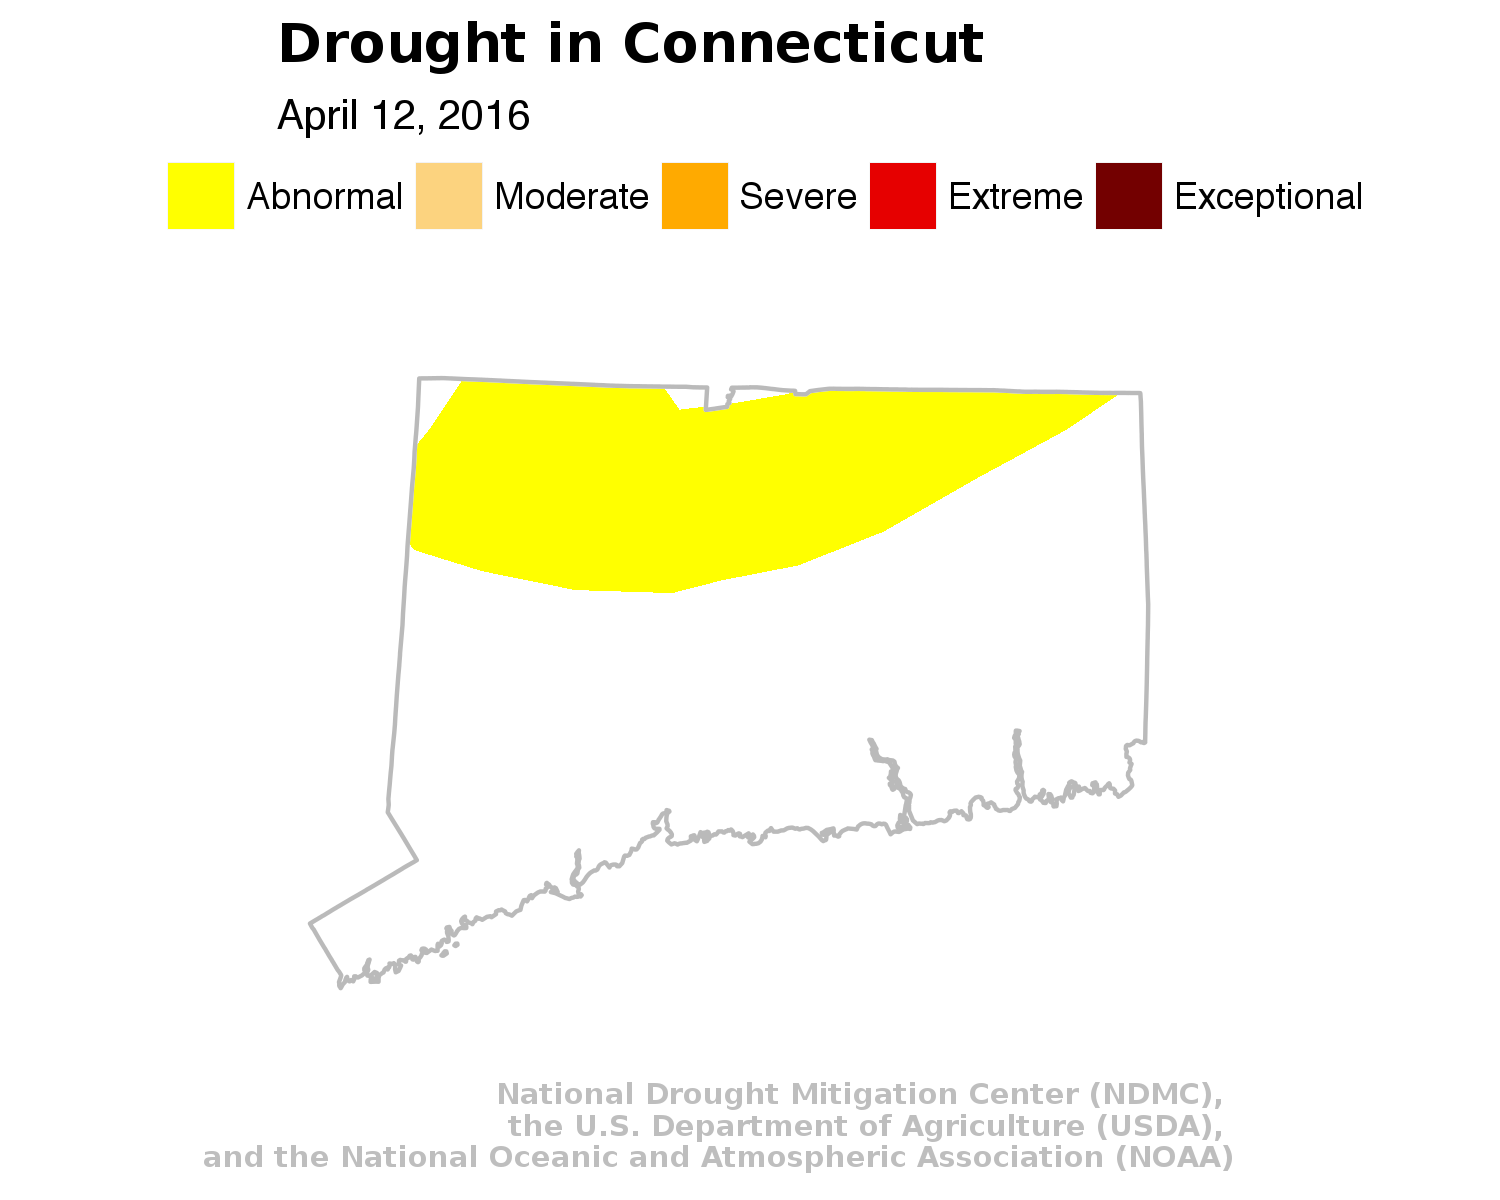 Drought in Connecticut
April 12, 2016
Abnormal Moderate Severe Extreme Exceptional
National Drought Mitigation Center (NDMC),
the U.S. Department of Agriculture (USDA),
and the National Oceanic and Atmospheric Association (NOAA)